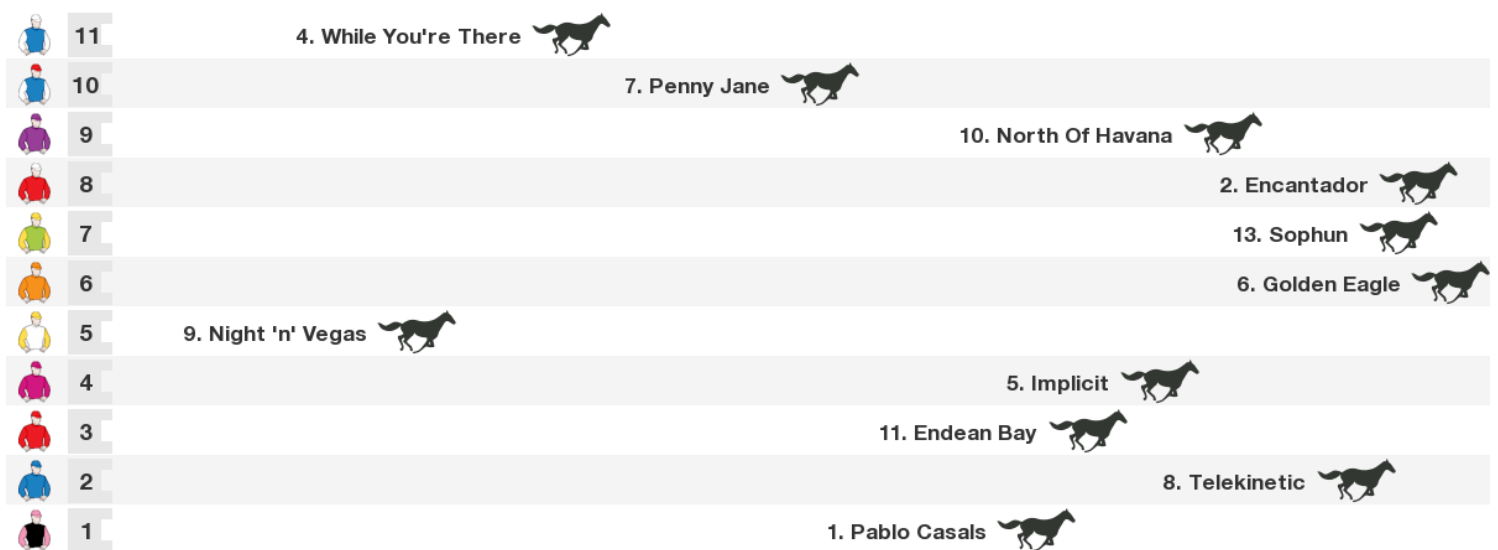 11 4. While You're There
10 7. Penny Jane
9 10. North Of Havana
8 2. Encantador
7 13. Sophun
6 6. Golden Eagle
5 9. Night 'n' Vegas
4 5. Implicit
3 11. Endean Bay
2 8. Telekinetic
1 1. Pablo Casals